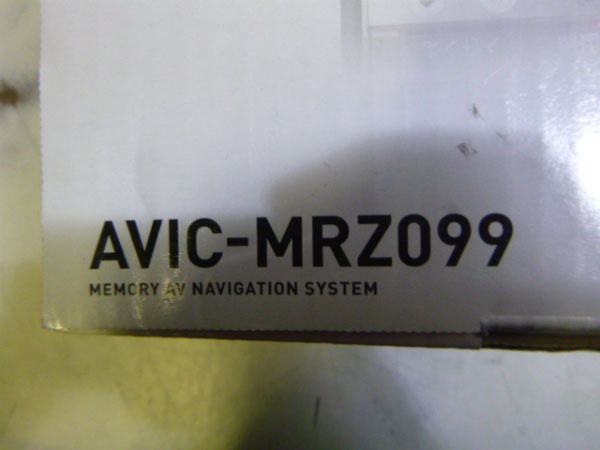 AVIC-MRZ099
MEMORY AV NAVIGATION SYSTEM